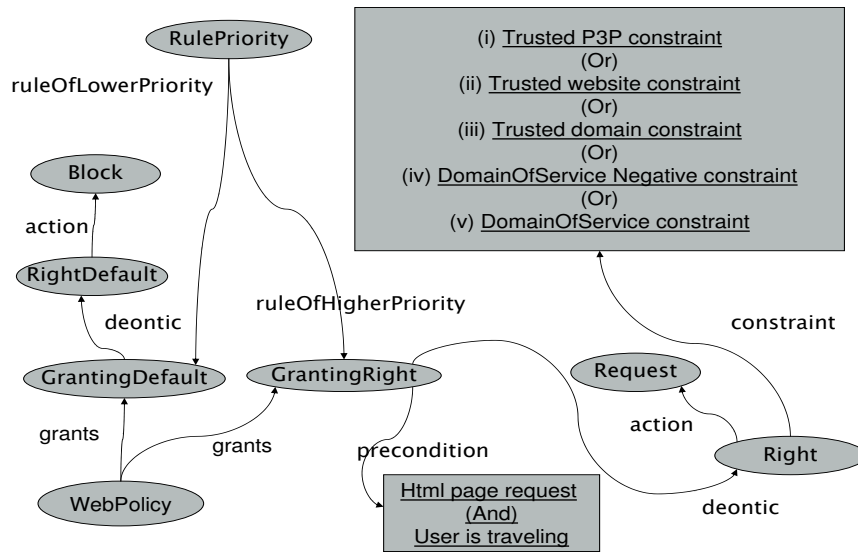 RulePriority
(i) Trusted P3P constraint
(Or)
(ii) Trusted website constraint
(Or)
(iii) Trusted domain constraint
(Or)
(iv) DomainOfService Negative constraint
(Or)
(v) DomainOfService constraint
ruleOfLowerPriority
Block
action
RightDefault
ruleOfHigherPriority
deontic
constraint
GrantingDefault
GrantingRight
Request
grants
grants
precondition
action
Right
WebPolicy
Html page request
(And)
User is traveling
deontic